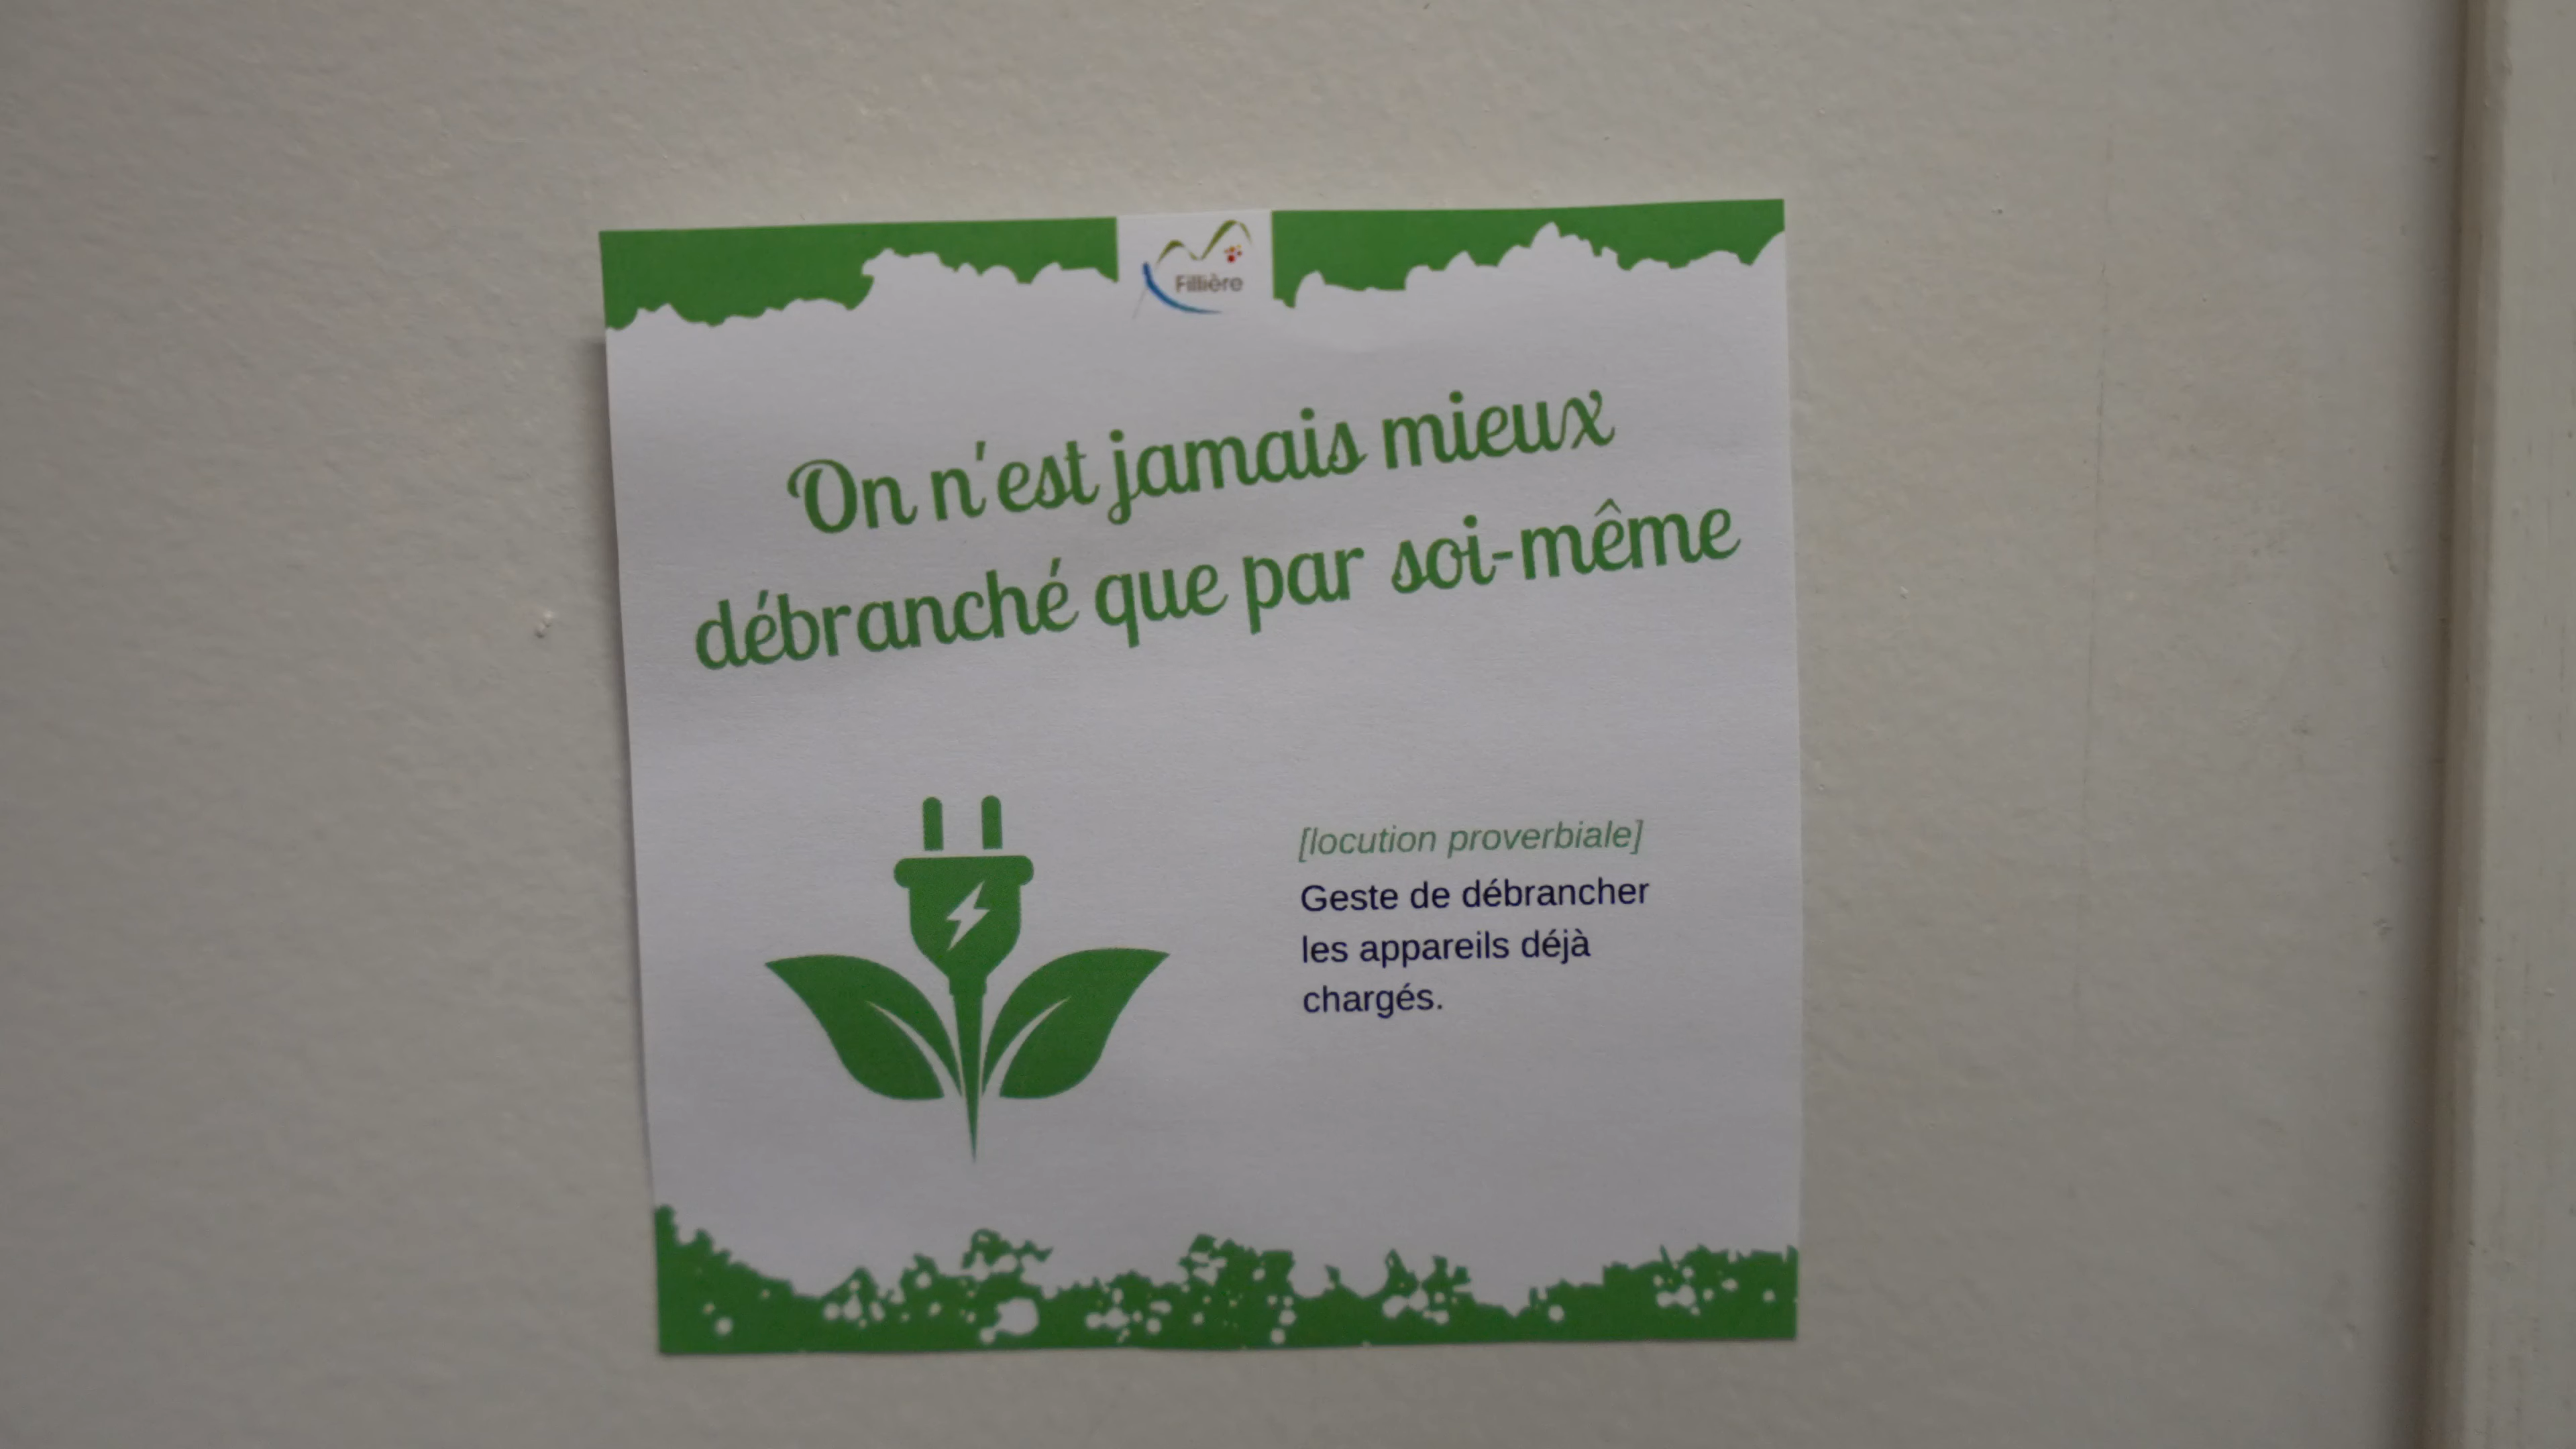 Fillière
On n'est jamais mieux
débranché que par soi-même
[locution proverbiale]
Geste de débrancher
les appareils déjà
chargés.